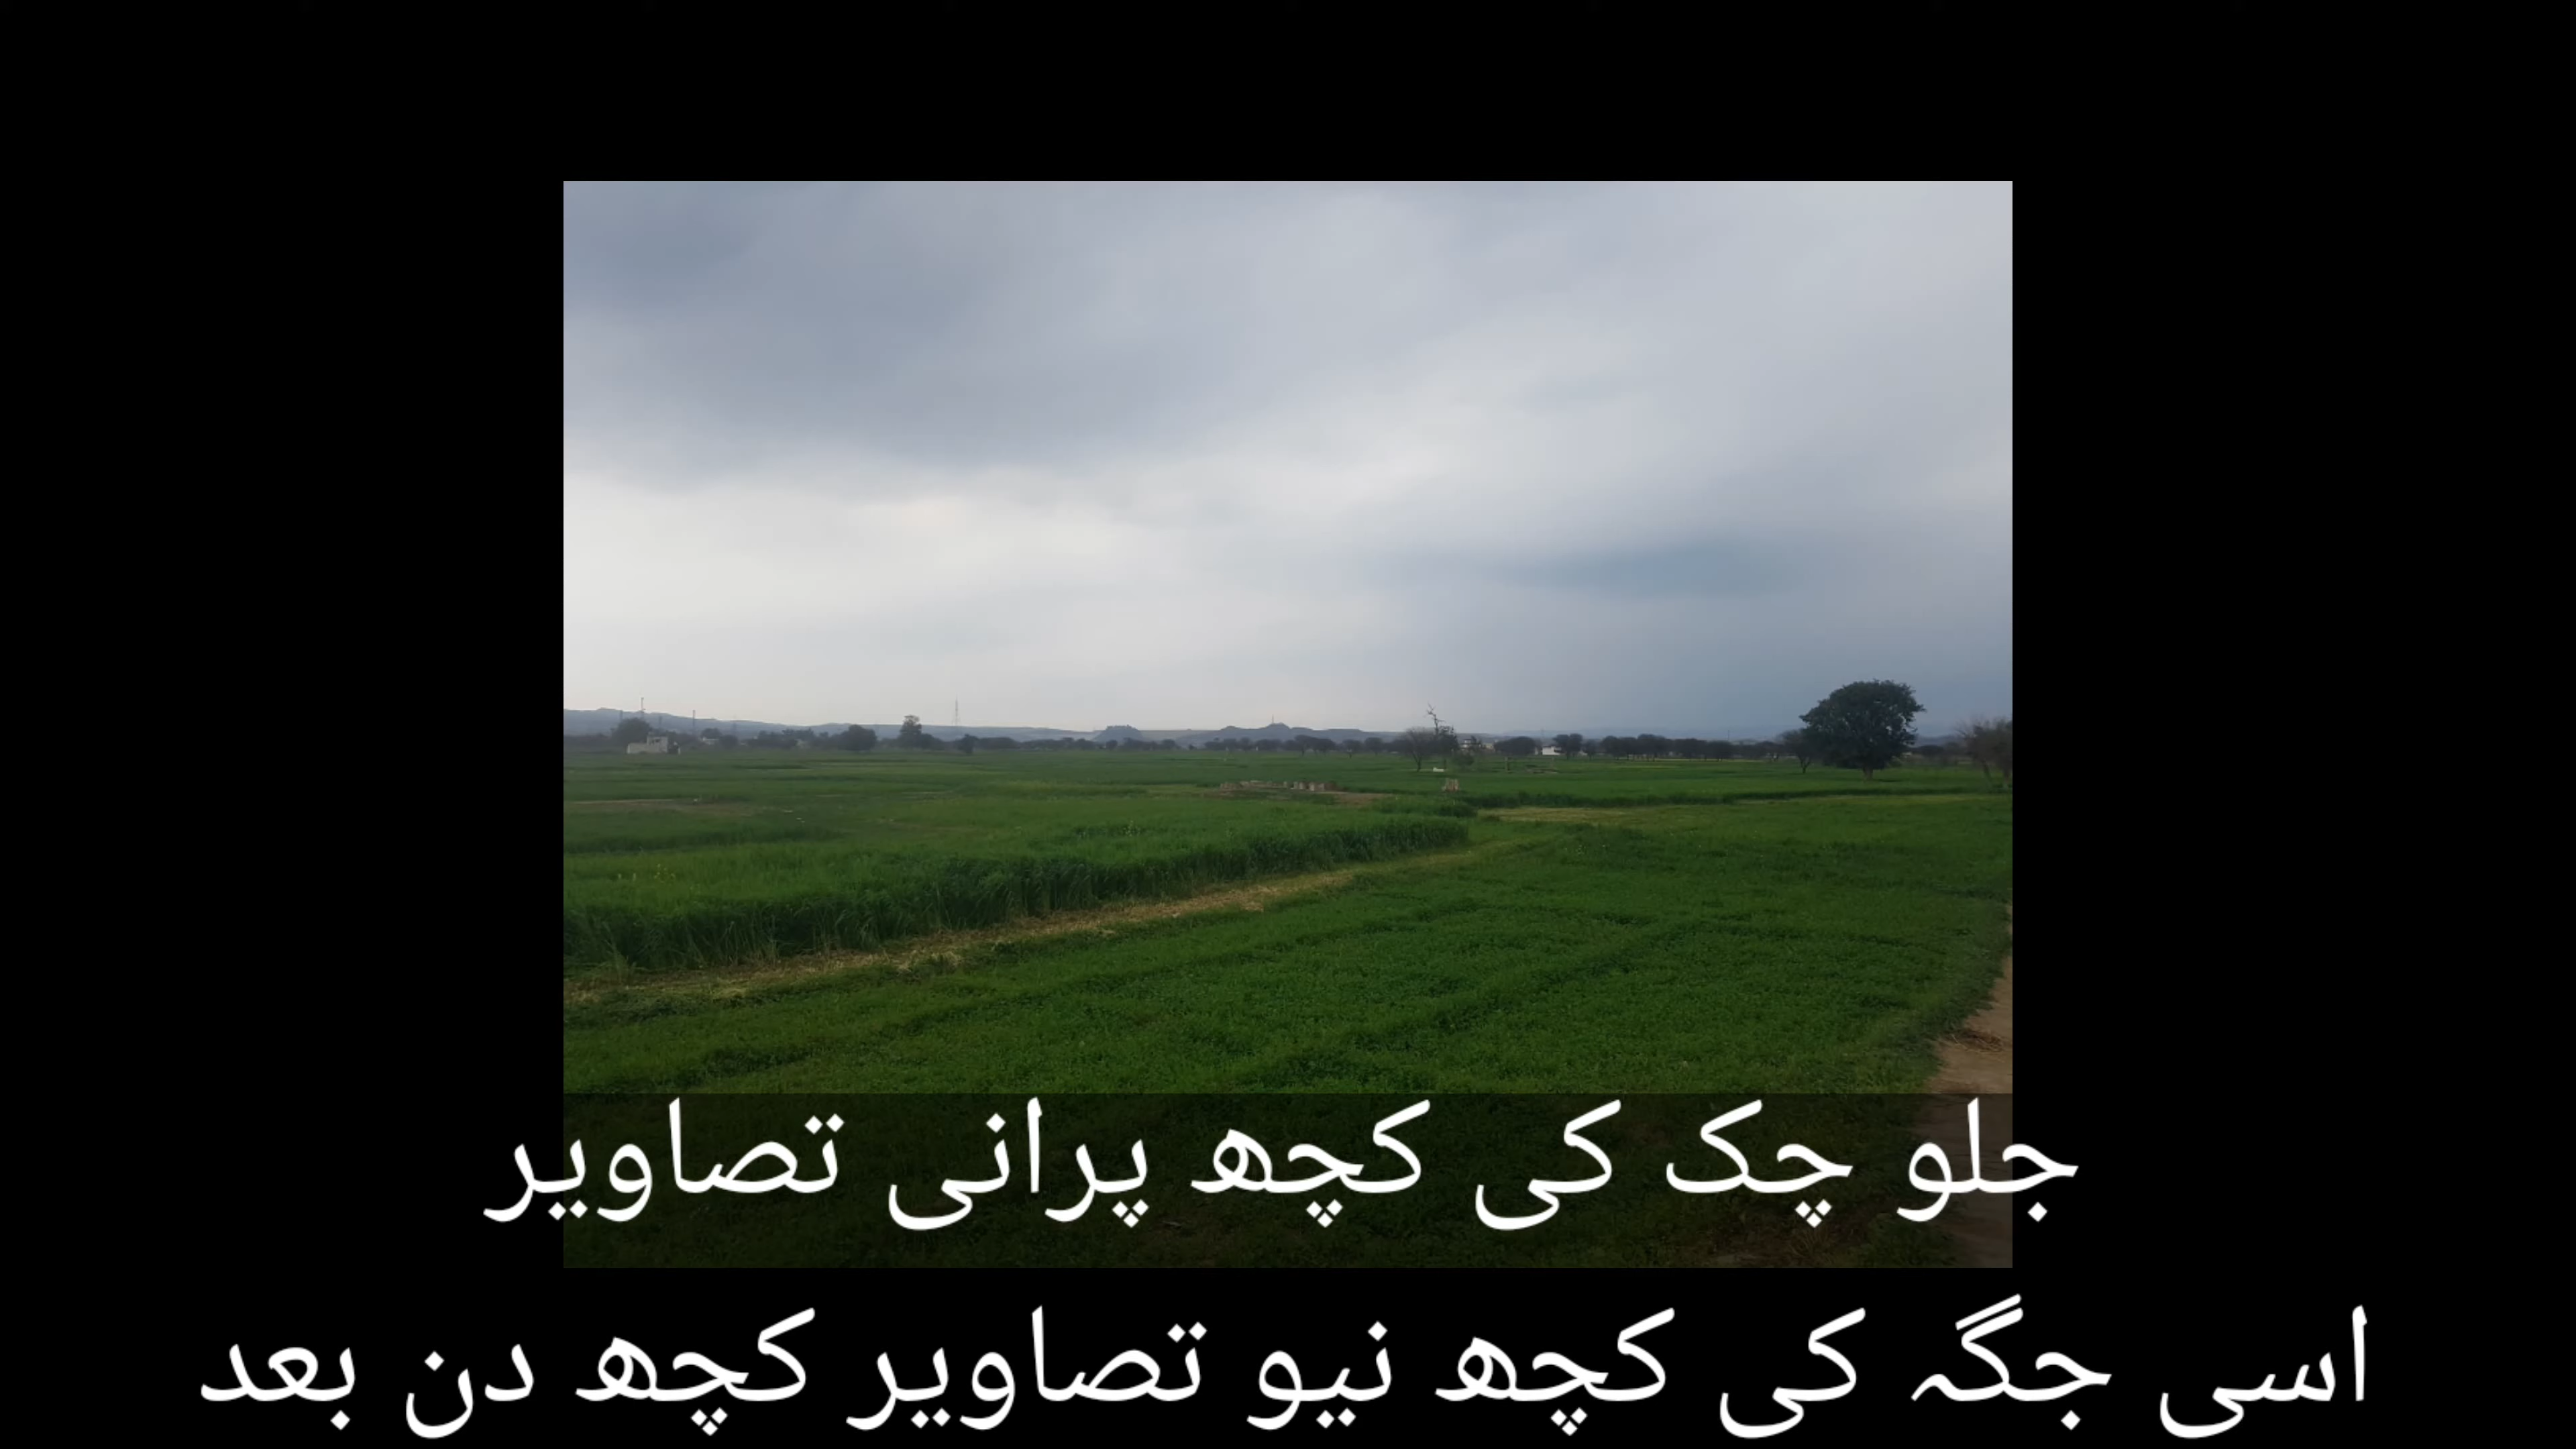 جلو چک کی کچھ پرانی تصاویر
اسی جگہ کی کچھ نیو تصاویر کچھ دن بعد